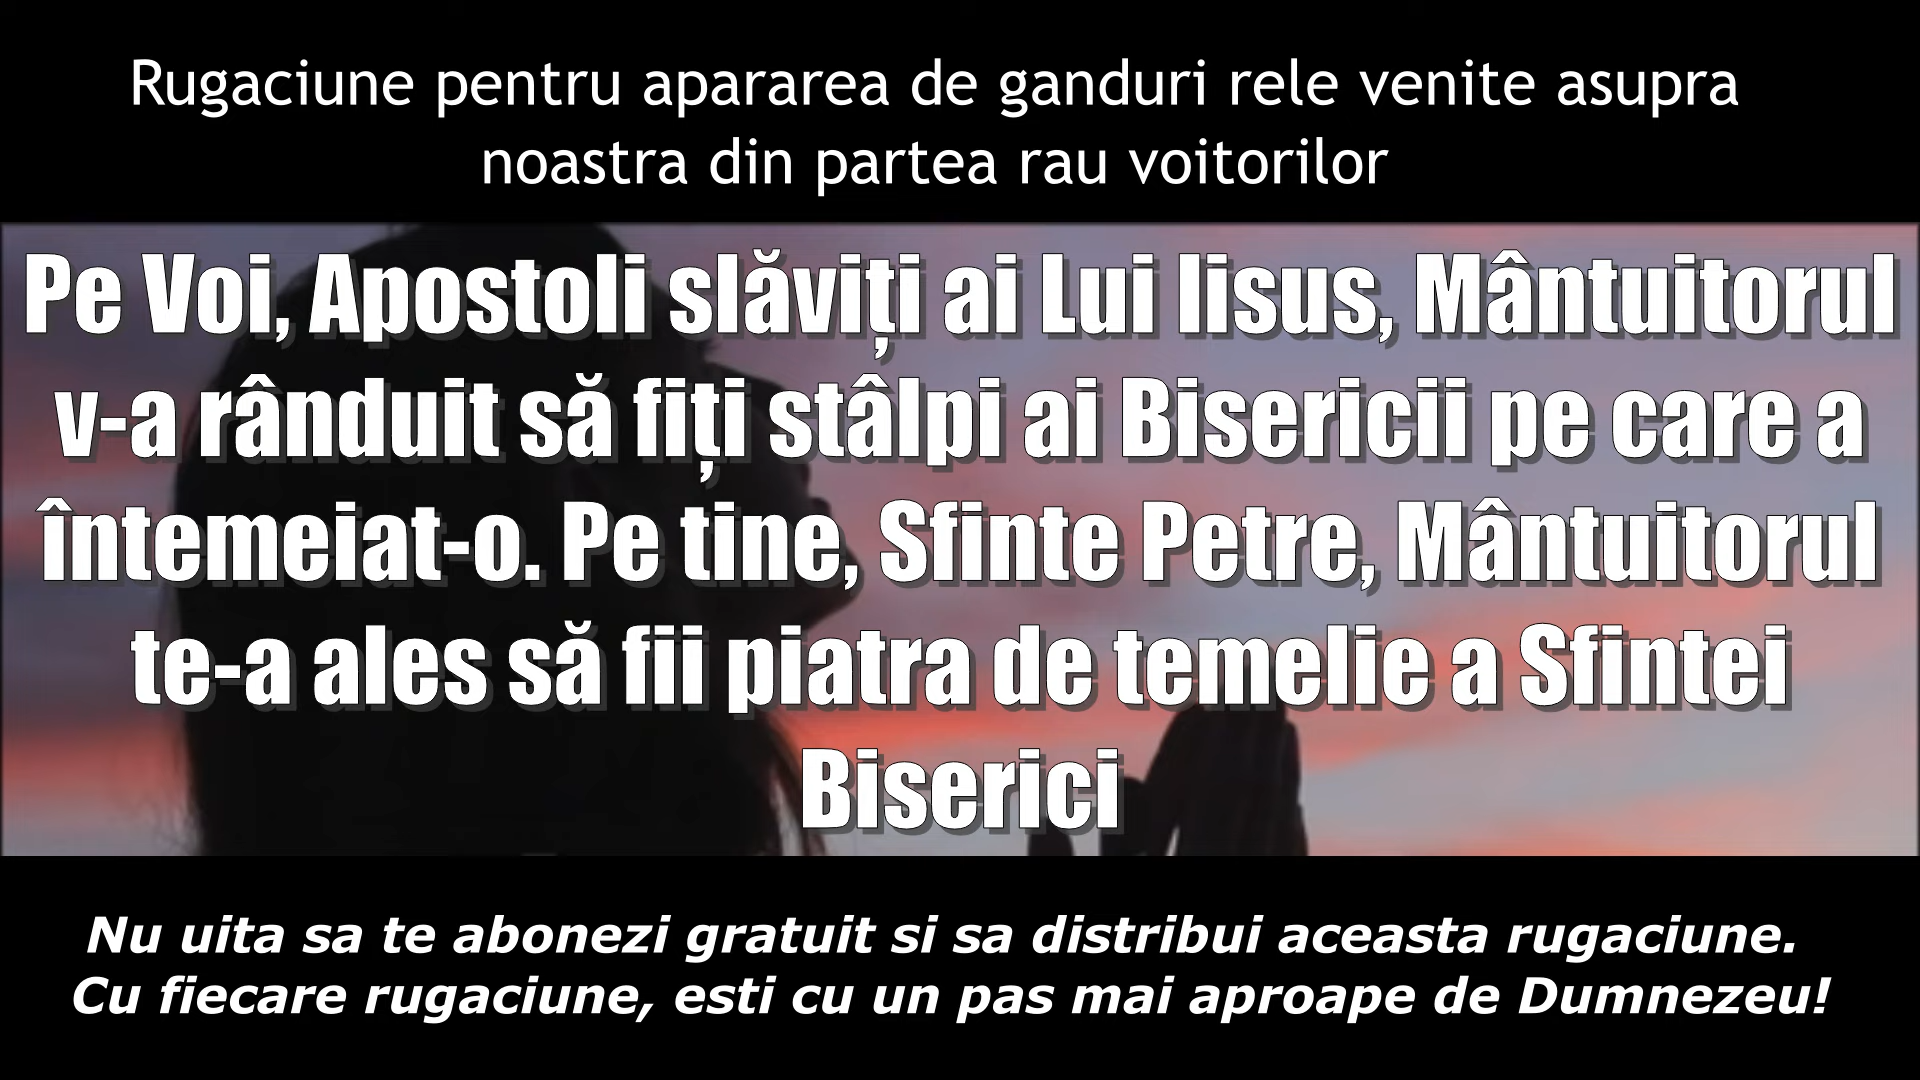 Rugaciune pentru apararea de ganduri rele venite asupra
noastra din partea rau voitorilor
Pe Voi, Apostoli slăviți ai Lui Iisus, Mântuitorul
v-a rânduit să fiți stâlpi ai Bisericii pe care a
întemeiat-o. Pe tine, Sfinte Petre, Mântuitorul
te-a ales să fii piatra de temelie a Sfintei
Biserici
Nu uita sa te abonezi gratuit si sa distribui aceasta rugaciune.
Cu fiecare rugaciune, esti cu un pas mai aproape de Dumnezeu!